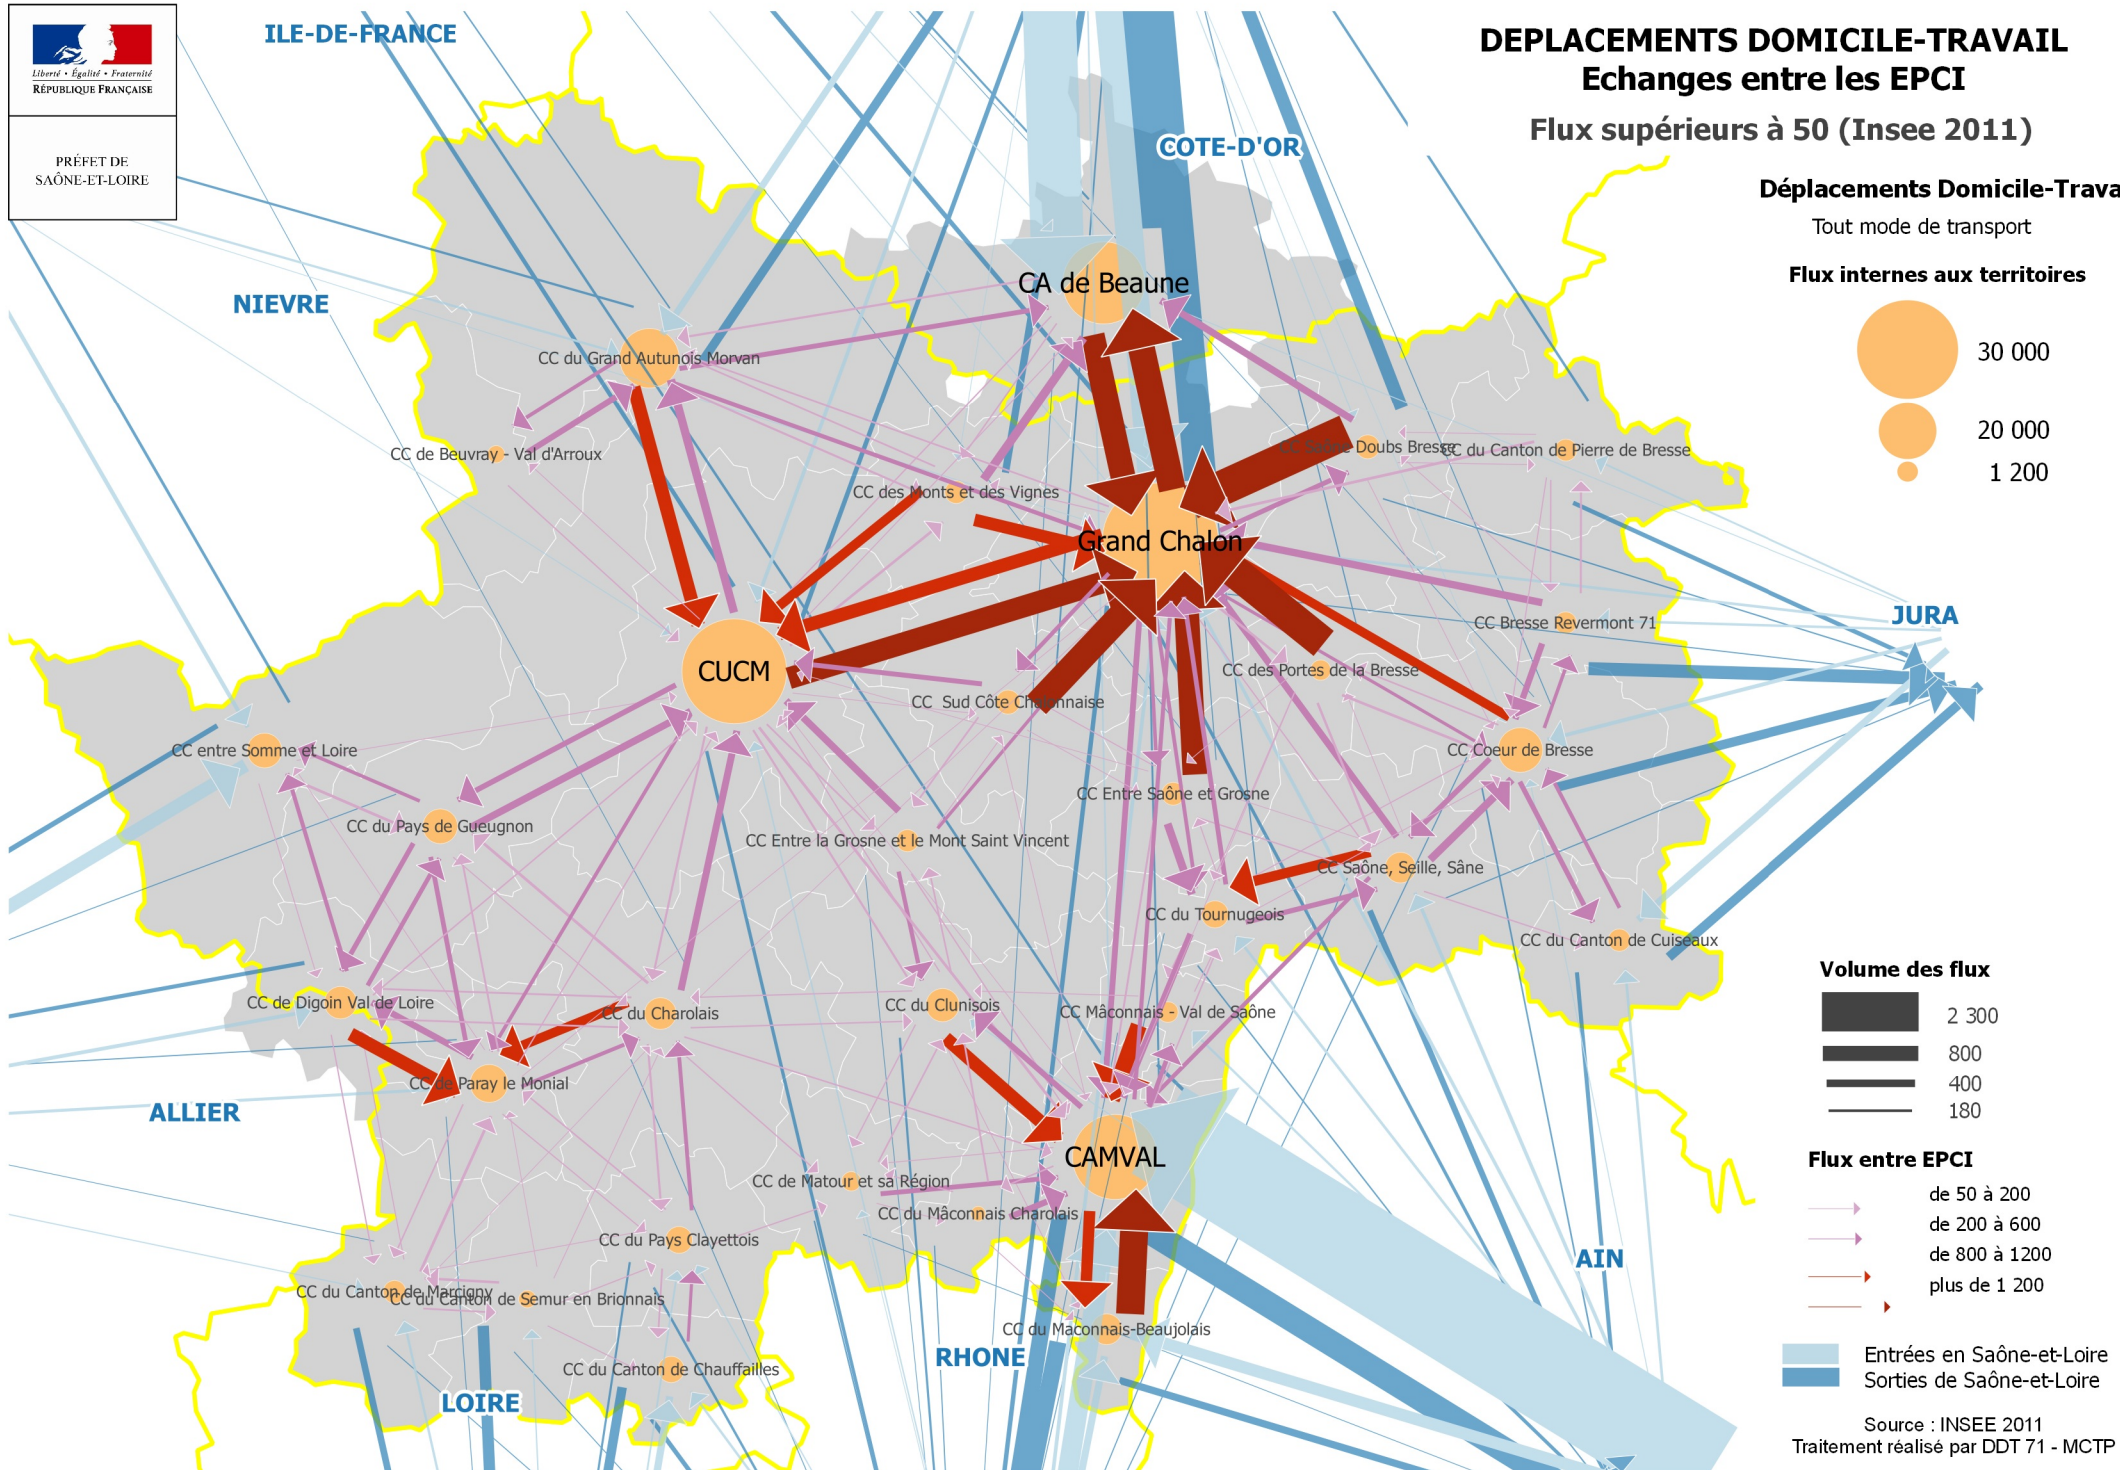 Liberté • Égalité • Fraternité
RÉPUBLIQUE FRANÇAISE
PRÉFET DE
SAÔNE-ET-LOIRE
DEPLACEMENTS DOMICILE-TRAVAIL
Echanges entre les EPCI
Flux supérieurs à 50 (Insee 2011)
Déplacements Domicile-Trava
Tout mode de transport
Flux internes aux territoires
30 000
20 000
1 200
ILE-DE-FRANCE
COTE-D'OR
NIEVRE
CA de Beaune
CC du Grand Autunois Morvan
CC de Beuvray - Val d'Arroux
CC des Monts et des Vignes
CC Saône Doubs Bresse
CC du Canton de Pierre de Bresse
Grand Chalon
JURA
CC Bresse Revermont 71
CUCM
CC des Portes de la Bresse
CC Sud Côte Chalonnaise
CC entre Somme et Loire
CC Coeur de Bresse
CC Entre Saône et Grosne
CC du Pays de Gueugnon
CC Entre la Grosne et le Mont Saint Vincent
CC Saône, Seille, Sâne
CC du Tournugeois
CC du Canton de Cuiseaux
CC de Digoin Val de Loire
CC du Charolais
CC du Clunisois
CC Mâconnais - Val de Saône
CC de Paray le Monial
ALLIER
CAMVAL
CC de Matour et sa Région
CC du Mâconnais Charolais
CC du Pays Clayettois
AIN
CC du Canton de Marcigny
CC du Canton de Semur en Brionnais
CC du Maconnais-Beaujolais
RHONE
CC du Canton de Chauffailles
LOIRE
Volume des flux
2 300
800
400
180
Flux entre EPCI
de 50 à 200
de 200 à 600
de 800 à 1200
plus de 1 200
Entrées en Saône-et-Loire
Sorties de Saône-et-Loire
Source : INSEE 2011
Traitement réalisé par DDT 71 - MCTP